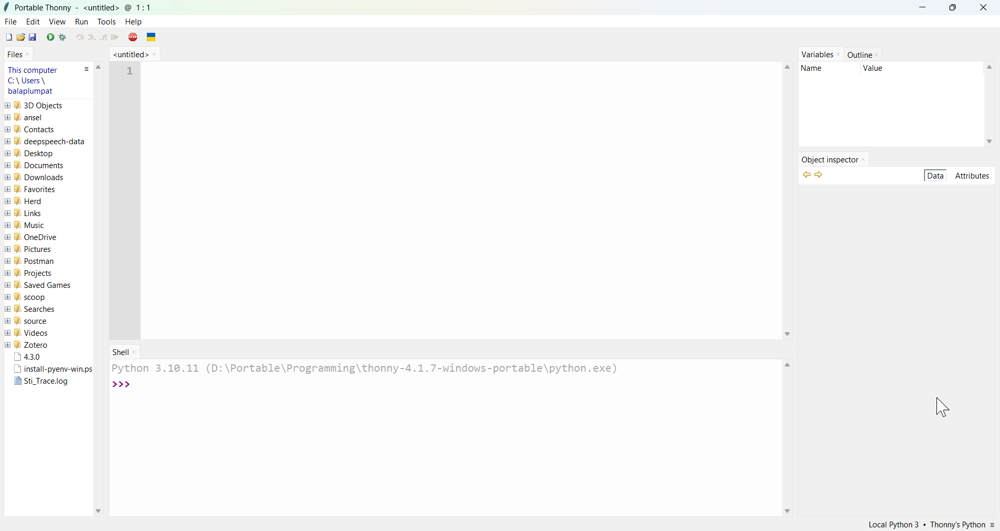 Portable Thonny - <untitled> @ 1:1
File Edit View Run Tools Help
STOP
Files
This computer
C: \ Users \
balaplumpat
3D Objects
ansel
Contacts
deepspeech-data
Desktop
Documents
Downloads
Favorites
Herd
Links
Music
OneDrive
Pictures
Postman
Projects
Saved Games
scoop
Searches
source
Videos
Zotero
4.3.0
install-pyenv-win.ps
Sti_Trace.log
<untitled>
1
Shell
Python 3.10.11 (D:\Portable\Programming\thonny-4.1.7-windows-portable\python.exe)
>>>
Variables Outline
Name Value
Object inspector
Data Attributes
Local Python 3 • Thonny's Python ≡